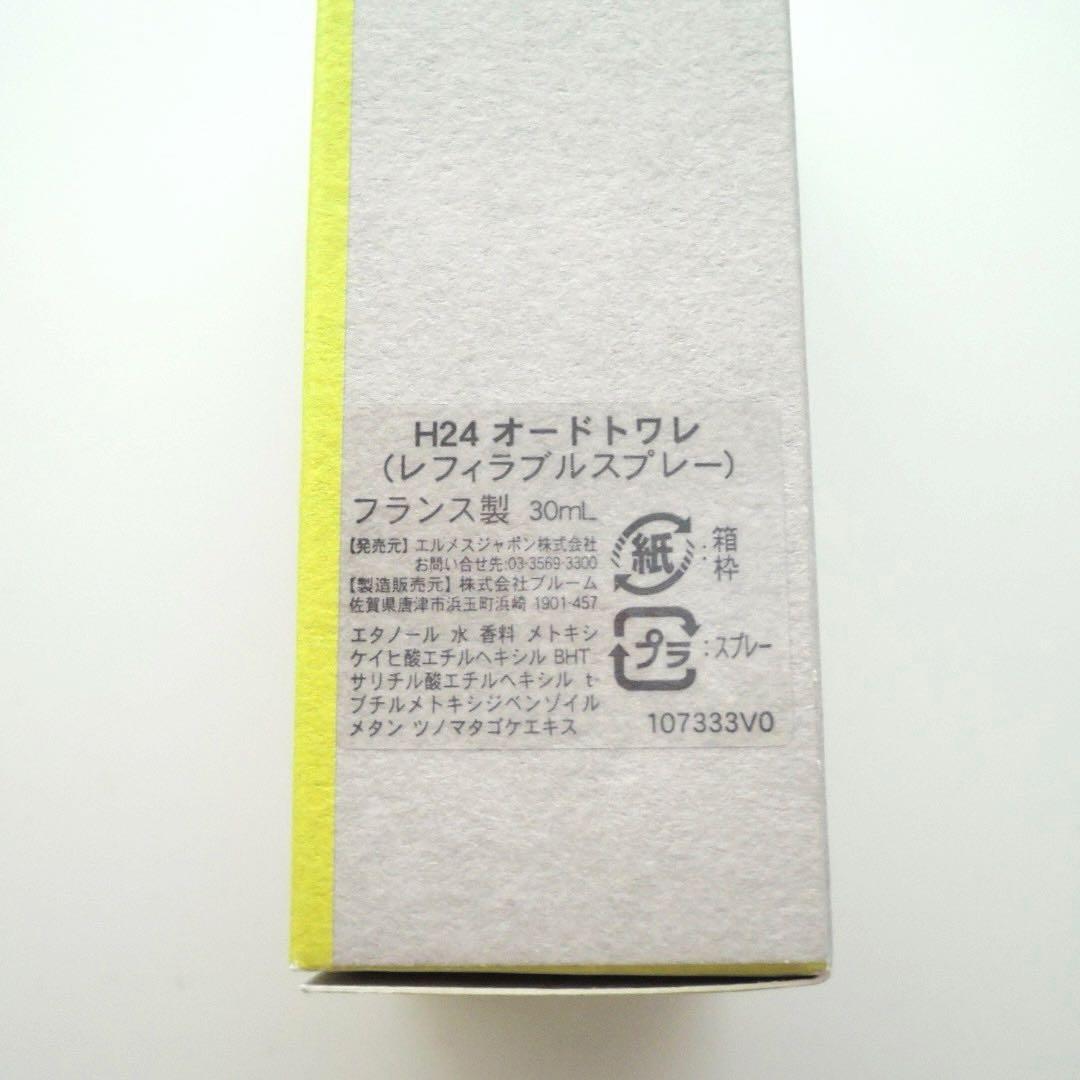 H24 オードトワレ
（レフィラブルスプレー）
フランス製 30mL
【発売元】エルメスジャポン株式会社
お問い合せ先:03-3569-3300
【製造販売元】株式会社ブルーム
佐賀県唐津市浜玉町浜崎 1901-457
エタノール 水 香料 メトキシ
ケイヒ酸エチルヘキシル BHT
サリチル酸エチルヘキシル t-
ブチルメトキシジベンゾイル
メタン ツノマタゴケエキス
紙:箱
枠
プラ:スプレー
107333V0